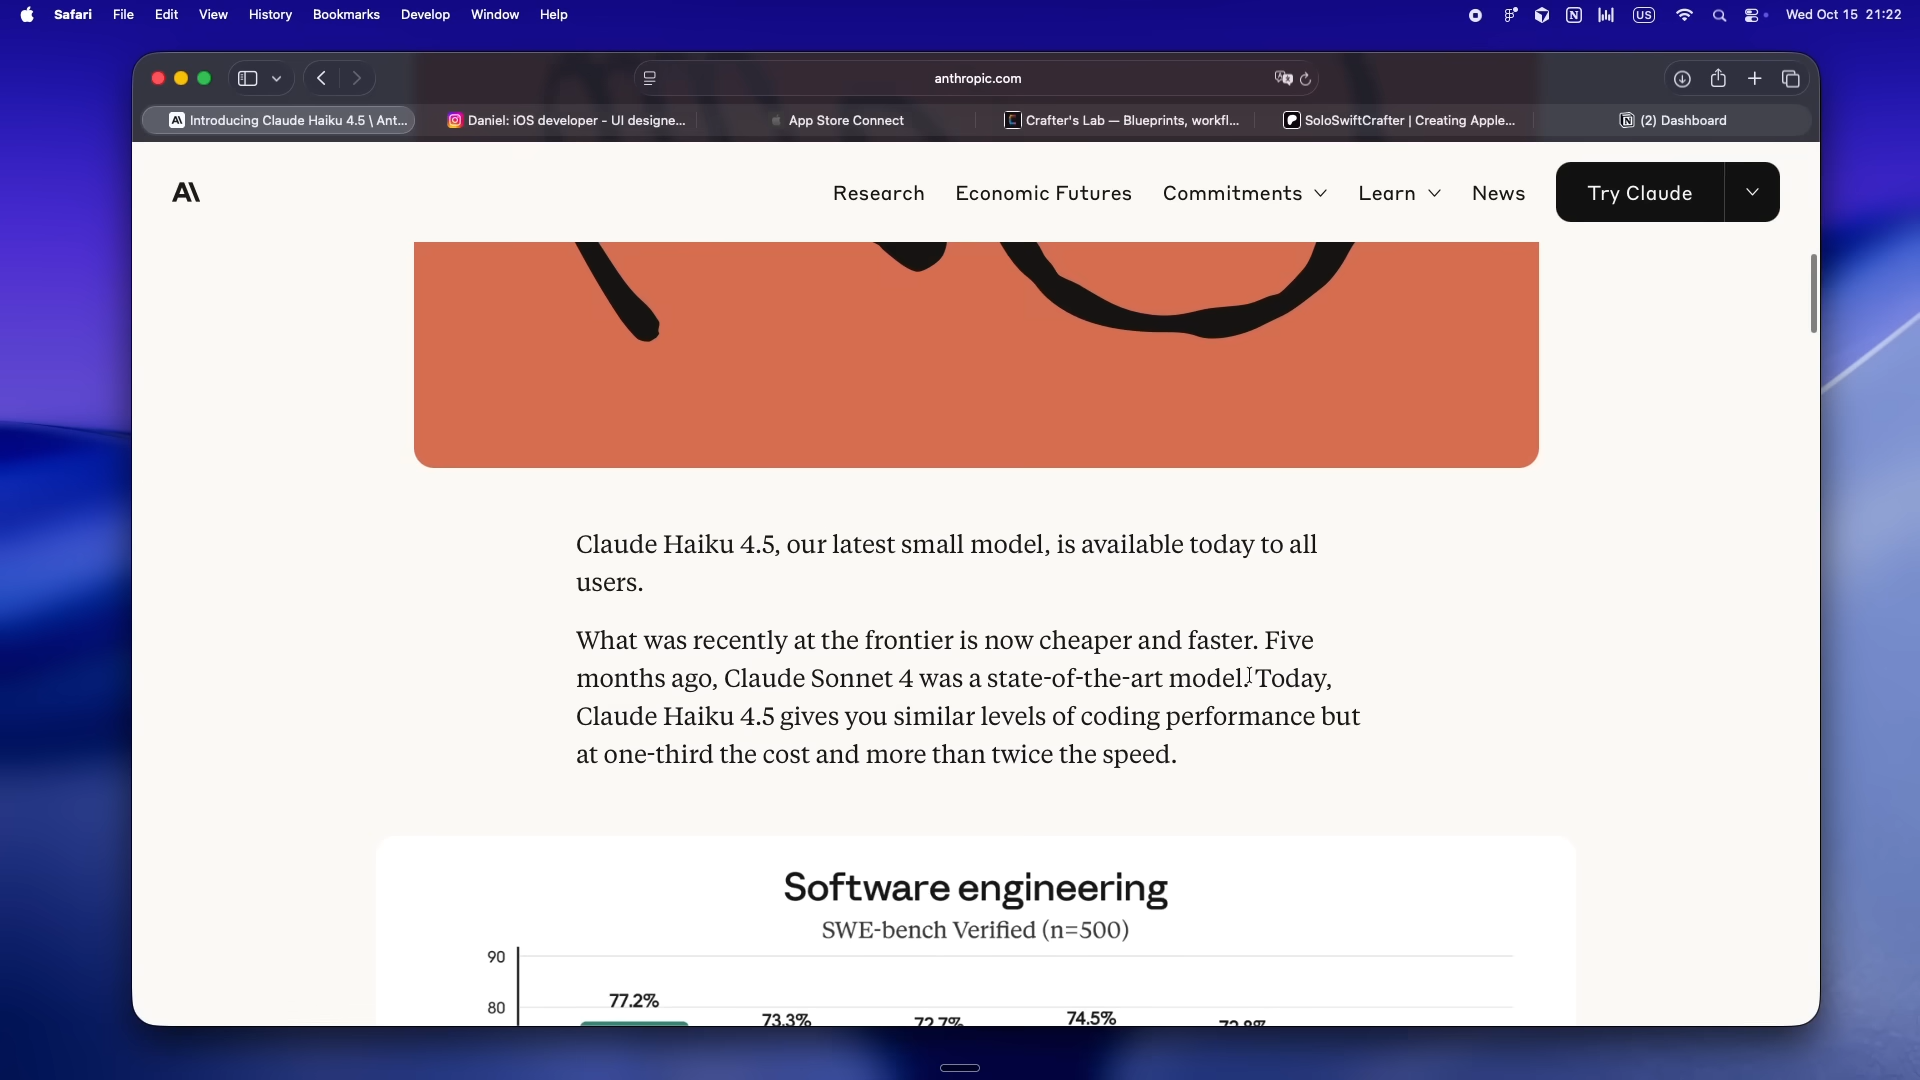 Safari File Edit View History Bookmarks Develop Window Help US Wed Oct 15 21:22
anthropic.com
Introducing Claude Haiku 4.5 \ Ant... Daniel: iOS developer - UI designe... App Store Connect Crafter's Lab — Blueprints, workfl... SoloSwiftCrafter | Creating Apple... (2) Dashboard
A\ Research Economic Futures Commitments Learn News Try Claude
Claude Haiku 4.5, our latest small model, is available today to all
users.
What was recently at the frontier is now cheaper and faster. Five
months ago, Claude Sonnet 4 was a state-of-the-art model. Today,
Claude Haiku 4.5 gives you similar levels of coding performance but
at one-third the cost and more than twice the speed.
Software engineering
SWE-bench Verified (n=500)
90
77.2%
80
73.3% 72.7% 74.5%